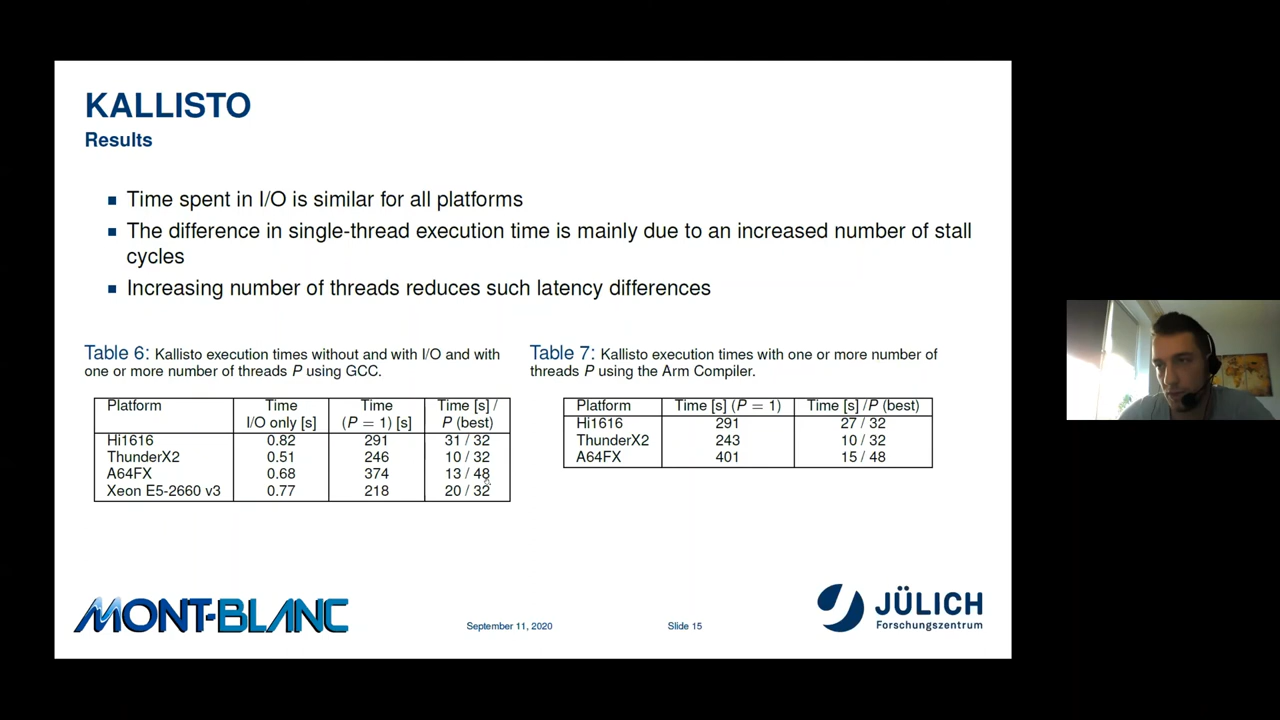 KALLISTO
Results
Time spent in I/O is similar for all platforms
The difference in single-thread execution time is mainly due to an increased number of stall
cycles
Increasing number of threads reduces such latency differences
Table 6: Kallisto execution times without and with I/O and with
one or more number of threads P using GCC.
Platform Time I/O only [s] Time (P = 1) [s] Time [s] / P (best)
Hi1616 0.82 291 31 / 32
ThunderX2 0.51 246 10 / 32
A64FX 0.68 374 13 / 48
Xeon E5-2660 v3 0.77 218 20 / 32
Table 7: Kallisto execution times with one or more number of
threads P using the Arm Compiler.
Platform Time [s] (P = 1) Time [s] /P (best)
Hi1616 291 27 / 32
ThunderX2 243 10 / 32
A64FX 401 15 / 48
MONT-BLANC
September 11, 2020
Slide 15
JÜLICH
Forschungszentrum